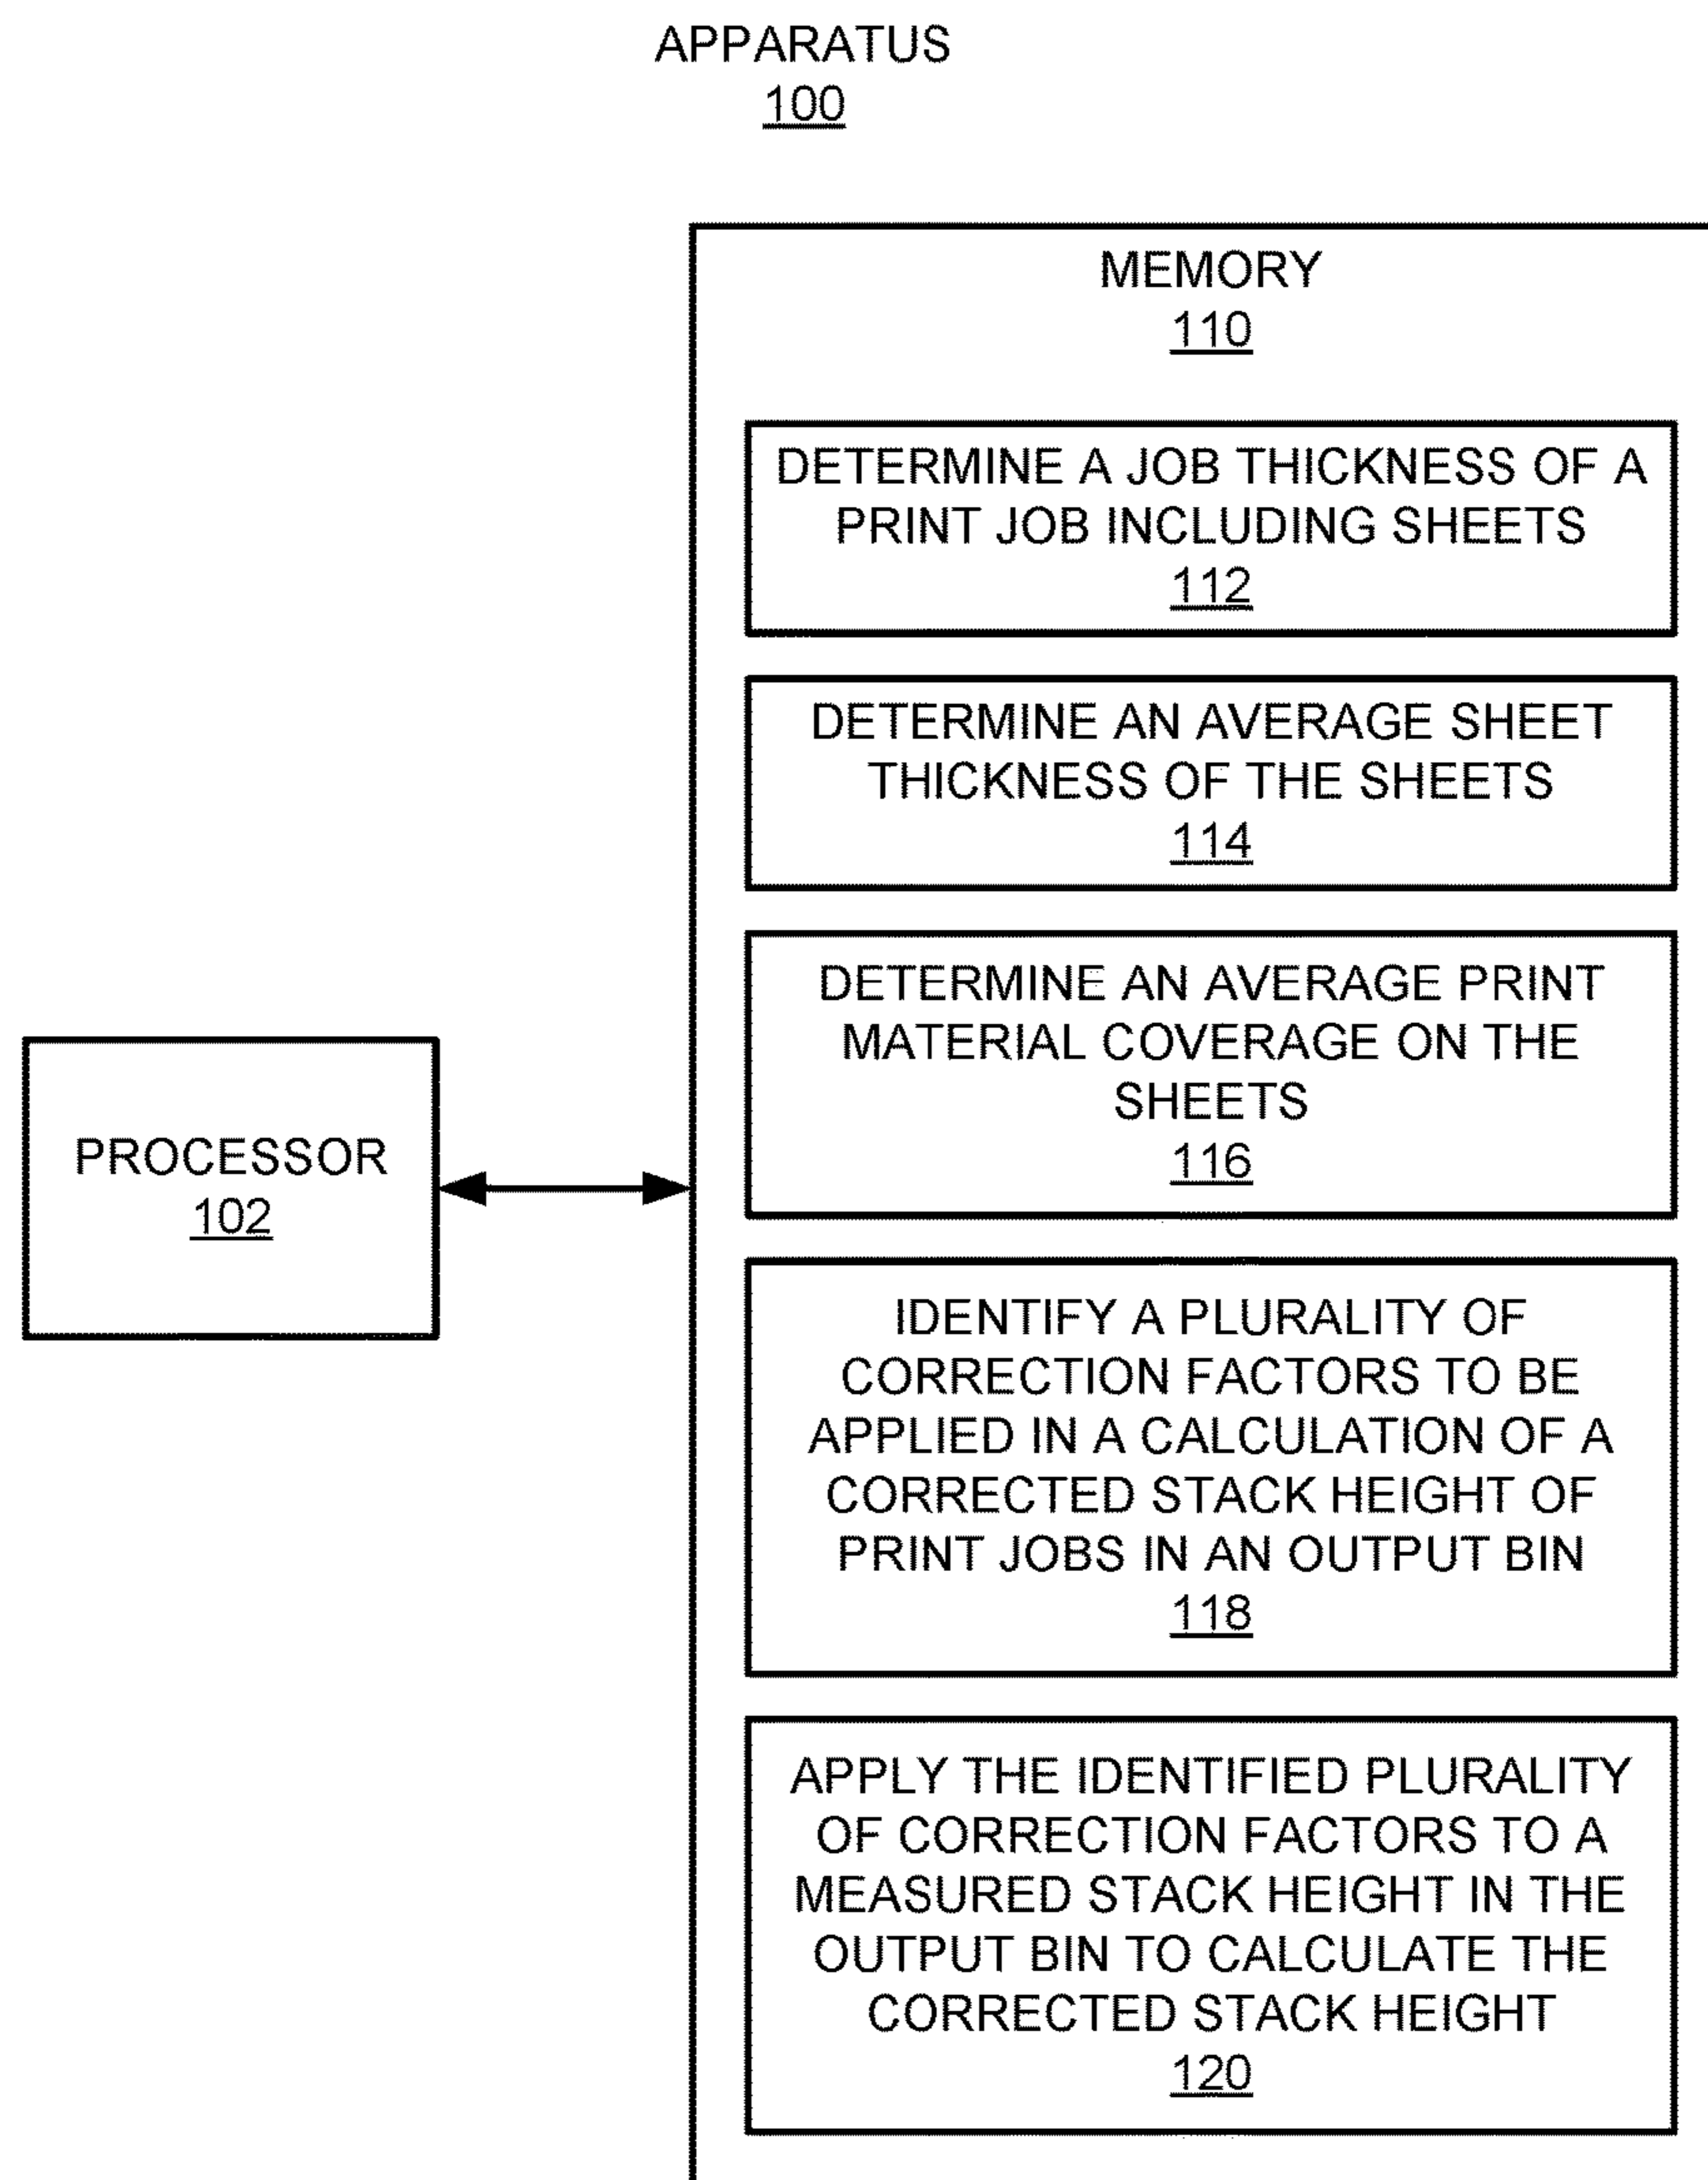 APPARATUS
100
MEMORY
110
DETERMINE A JOB THICKNESS OF A
PRINT JOB INCLUDING SHEETS
112
DETERMINE AN AVERAGE SHEET
THICKNESS OF THE SHEETS
114
DETERMINE AN AVERAGE PRINT
MATERIAL COVERAGE ON THE
SHEETS
116
PROCESSOR
102
IDENTIFY A PLURALITY OF
CORRECTION FACTORS TO BE
APPLIED IN A CALCULATION OF A
CORRECTED STACK HEIGHT OF
PRINT JOBS IN AN OUTPUT BIN
118
APPLY THE IDENTIFIED PLURALITY
OF CORRECTION FACTORS TO A
MEASURED STACK HEIGHT IN THE
OUTPUT BIN TO CALCULATE THE
CORRECTED STACK HEIGHT
120